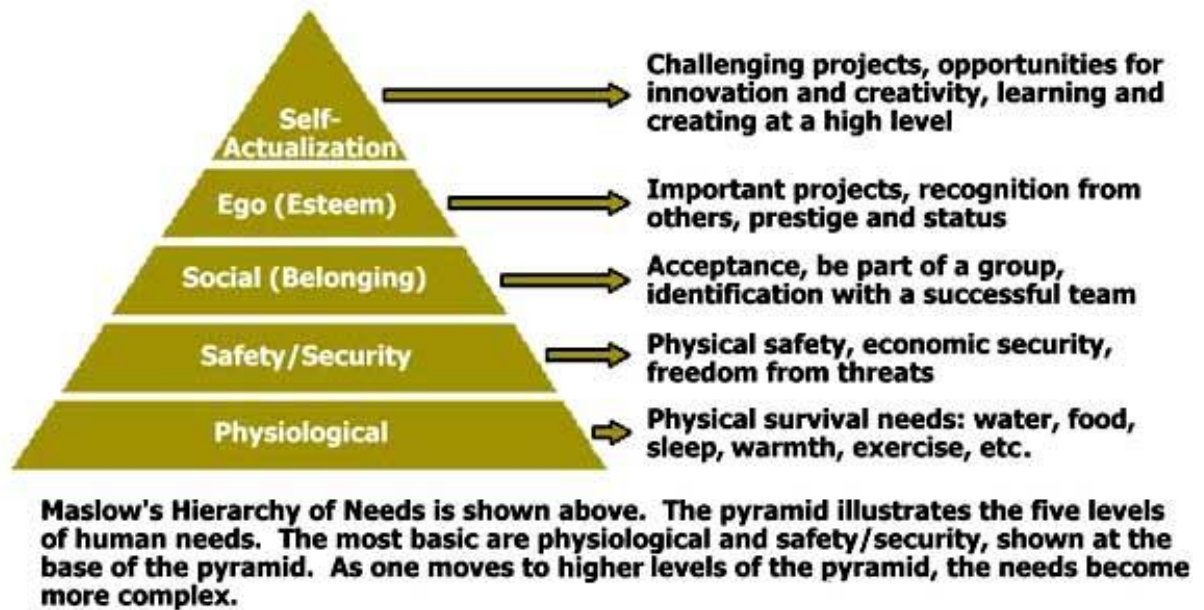 Self-
Actualization
Challenging projects, opportunities for
innovation and creativity, learning and
creating at a high level
Ego (Esteem)
Important projects, recognition from
others, prestige and status
Social (Belonging)
Acceptance, be part of a group,
identification with a successful team
Safety/Security
Physical safety, economic security,
freedom from threats
Physiological
Physical survival needs: water, food,
sleep, warmth, exercise, etc.
Maslow's Hierarchy of Needs is shown above. The pyramid illustrates the five levels
of human needs. The most basic are physiological and safety/security, shown at the
base of the pyramid. As one moves to higher levels of the pyramid, the needs become
more complex.